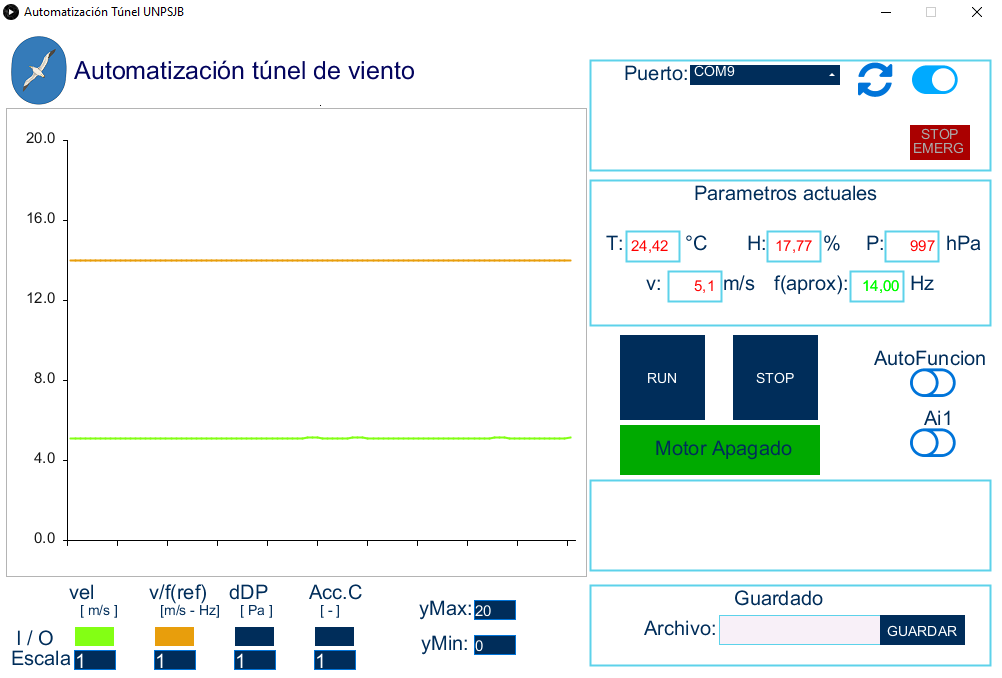 Automatización Túnel UNPSJB
Automatización túnel de viento
Puerto: COM9
STOP
EMERG
20.0
16.0
12.0
8.0
4.0
0.0
Parametros actuales
T: 24,42 °C H: 17,77 % P: 997 hPa
v: 5,1 m/s f(aprox): 14,00 Hz
RUN STOP
AutoFuncion
Ai1
Motor Apagado
vel v/f(ref) dDP Acc.C
[ m/s ] [m/s - Hz] [ Pa ] [ - ]
I / O
Escala 1 1 1 1
yMax: 20
yMin: 0
Guardado
Archivo: GUARDAR